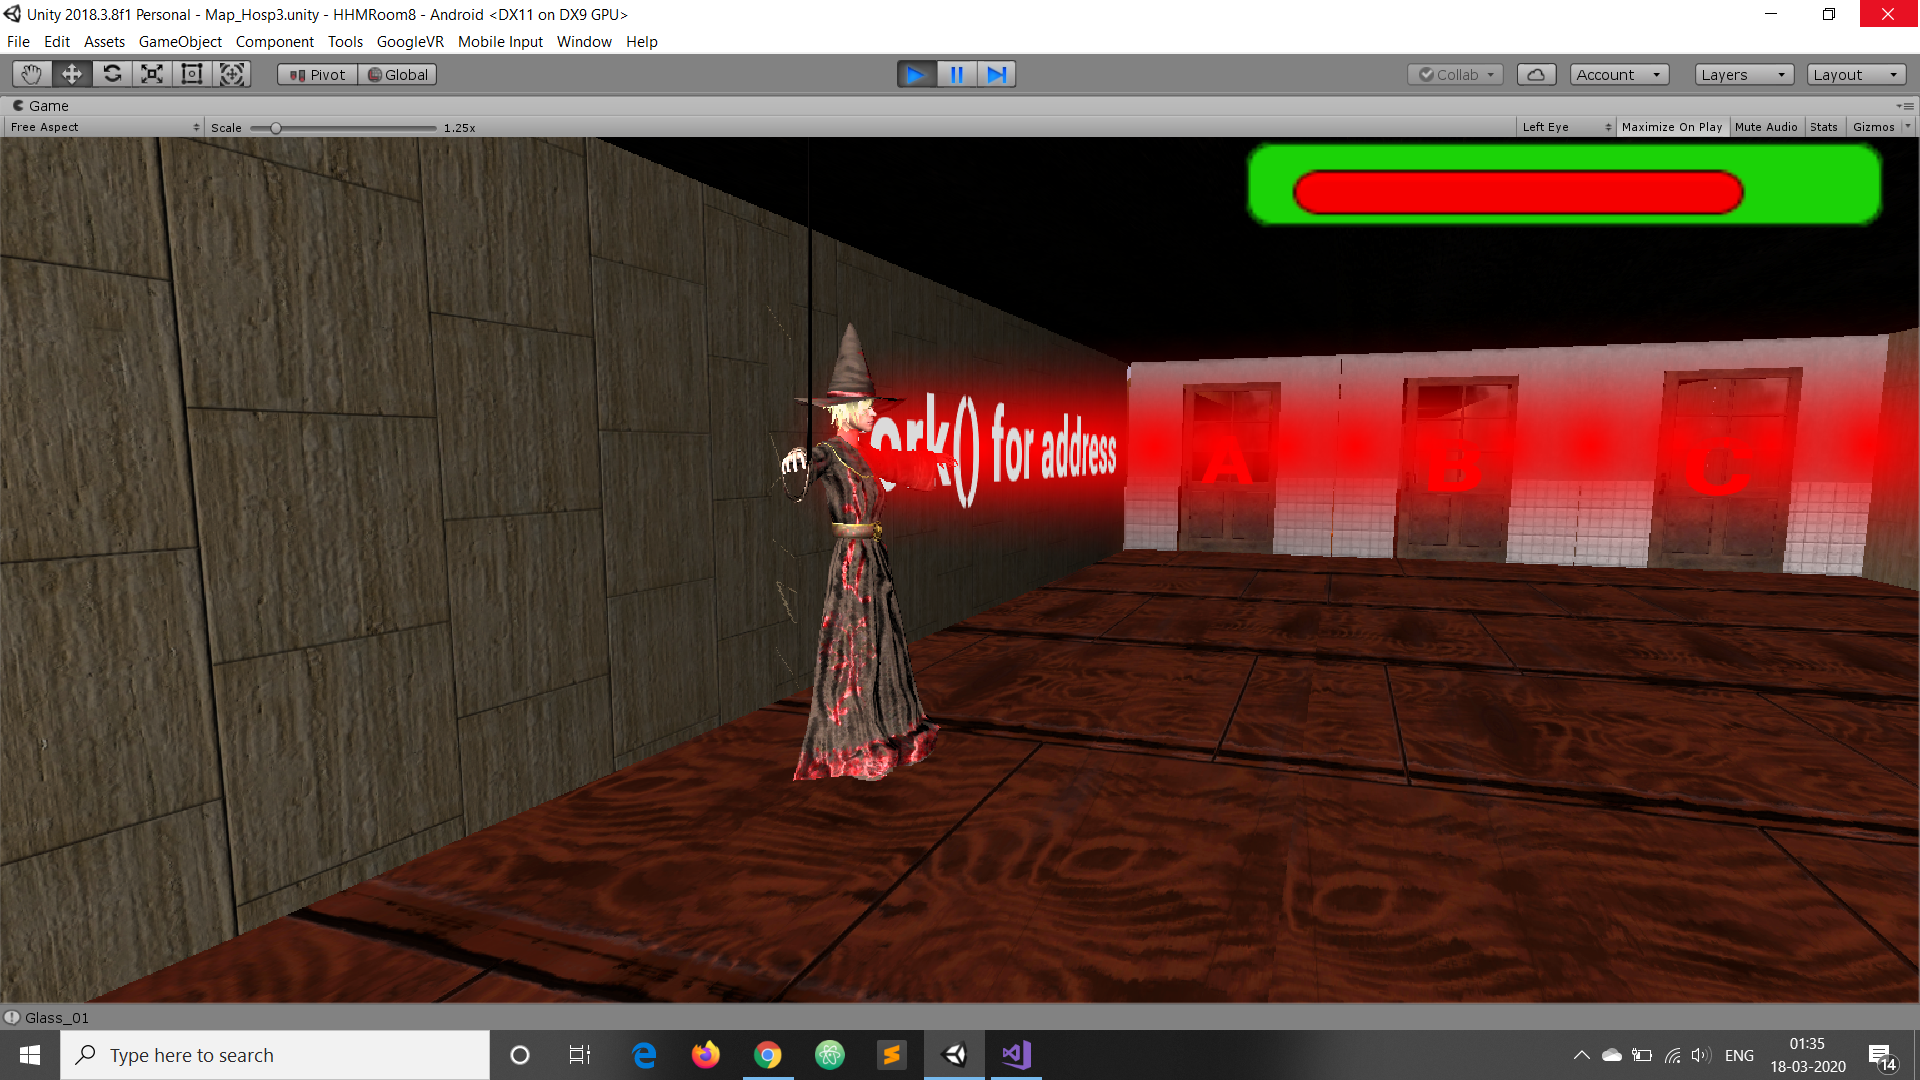 Unity 2018.3.8f1 Personal - Map_Hosp3.unity - HHMRoom8 - Android <DX11 on DX9 GPU>
File Edit Assets GameObject Component Tools GoogleVR Mobile Input Window Help
Pivot Global Collab Account Layers Layout
Game
Free Aspect Scale 1.25x Left Eye Maximize On Play Mute Audio Stats Gizmos
ork() for address
A B C
Glass_01
Type here to search
ENG
01:35
18-03-2020
14